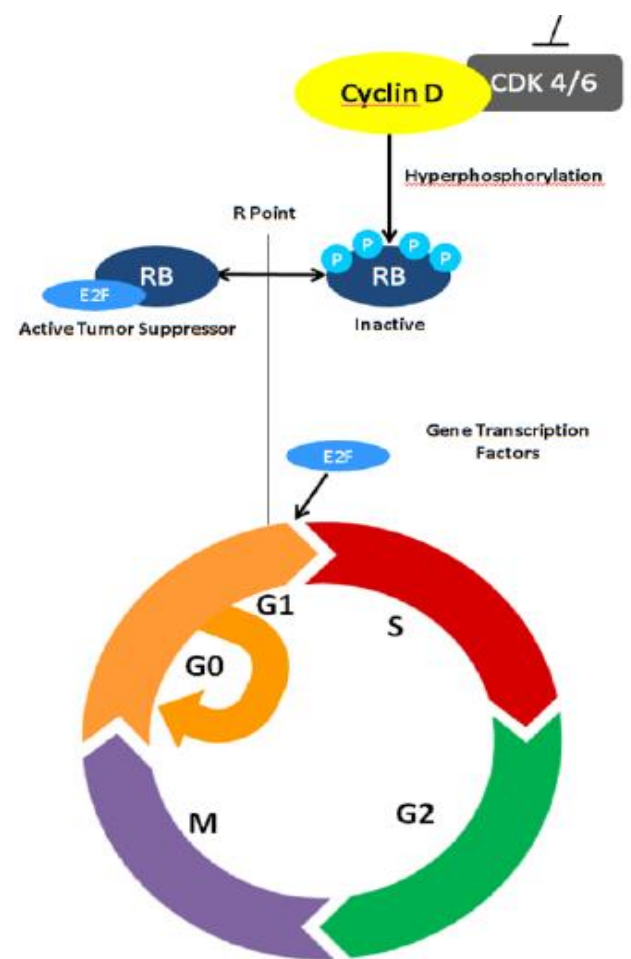 Cyclin D
CDK 4/6
Hyperphosphorylation
R Point
P
P
P
P
RB
E2F
RB
Active Tumor Suppressor
Inactive
Gene Transcription
Factors
E2F
G1
S
G0
M
G2